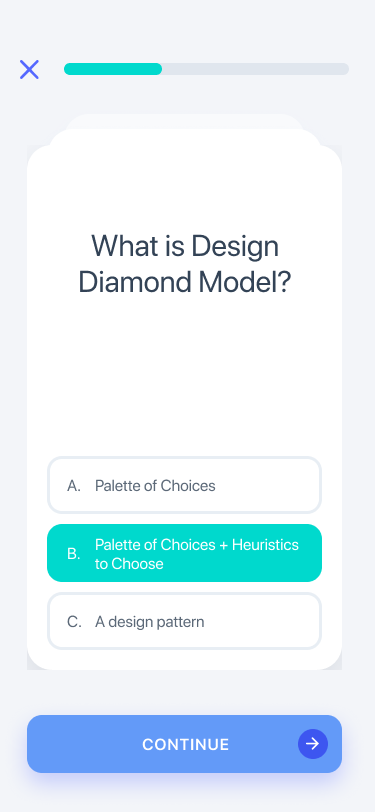 What is Design
Diamond Model?
A. Palette of Choices
B. Palette of Choices + Heuristics
to Choose
C. A design pattern
CONTINUE